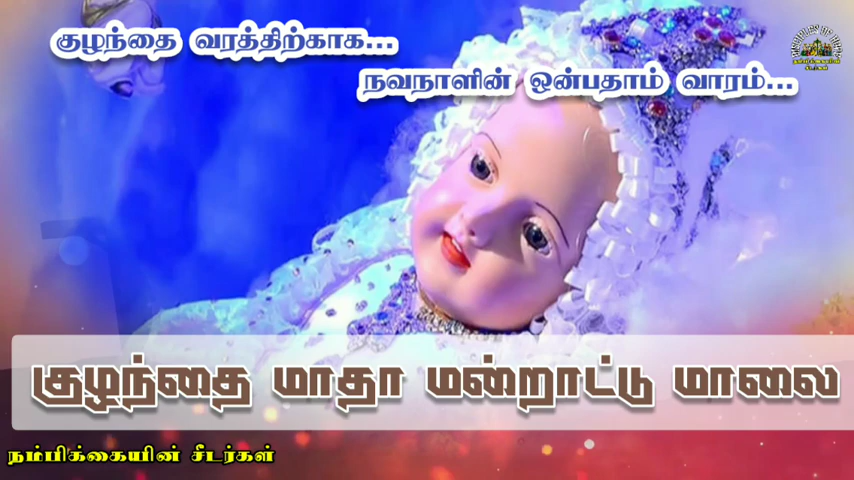 குழந்தை வரத்திற்காக...
நவநாளின் ஒன்பதாம் வாரம்...
குழந்தை மாதா மன்றாட்டு மாலை
நம்பிக்கையின் சீடர்கள்